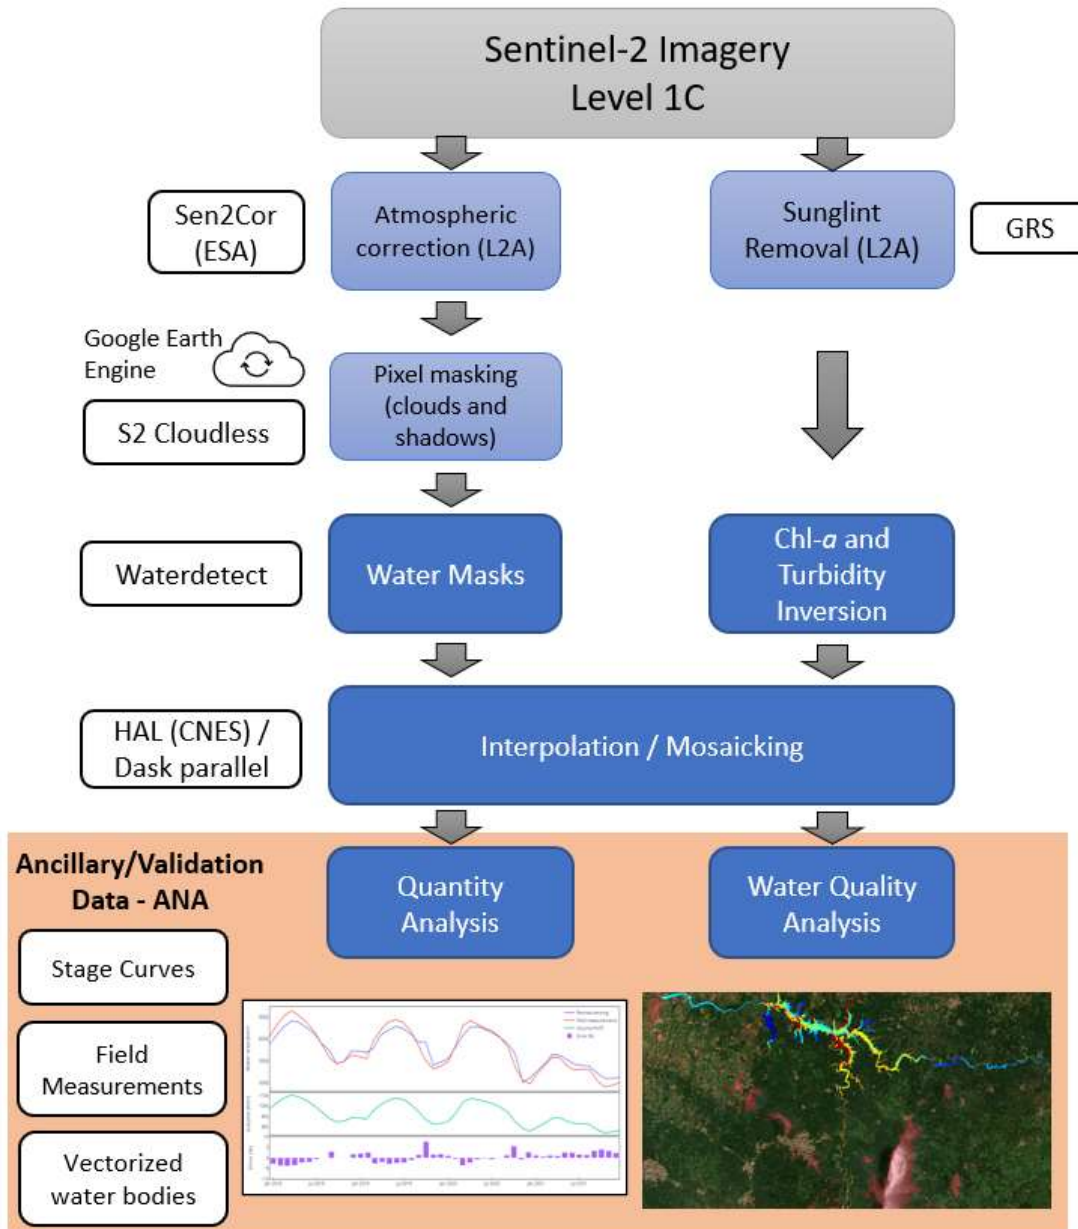 Sentinel-2 Imagery
Level 1C
Sen2Cor
(ESA)
Atmospheric
correction (L2A)
Sunglint
Removal (L2A)
GRS
Google Earth
Engine
S2 Cloudless
Pixel masking
(clouds and
shadows)
Waterdetect
Water Masks
Chl-a and
Turbidity
Inversion
HAL (CNES) /
Dask parallel
Interpolation / Mosaicking
Ancillary/Validation
Data - ANA
Quantity
Analysis
Water Quality
Analysis
Stage Curves
Field
Measurements
Vectorized
water bodies